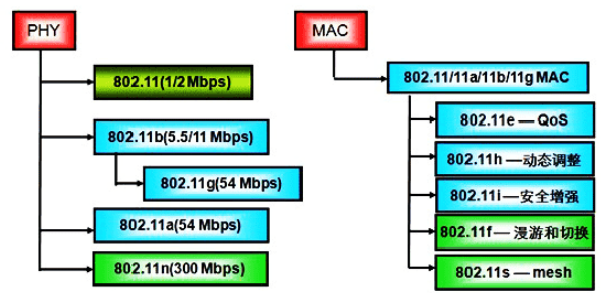 PHY
802.11(1/2 Mbps)
802.11b(5.5/11 Mbps)
802.11g(54 Mbps)
802.11a(54 Mbps)
802.11n(300 Mbps)
MAC
802.11/11a/11b/11g MAC
802.11e — QoS
802.11h —动态调整
802.11i —安全增强
802.11f — 漫游和切换
802.11s — mesh